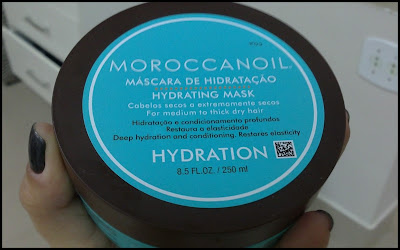 MOROCCANOIL.
MÁSCARA DE HIDRATAÇÃO
HYDRATING MASK
Cabelos secos a extremamente secos
For medium to thick dry hair
Hidratação e condicionamento profundos
Restaura a elasticidade
Deep hydration and conditioning. Restores elasticity
HYDRATION
8.5 FL.OZ. / 250 ml